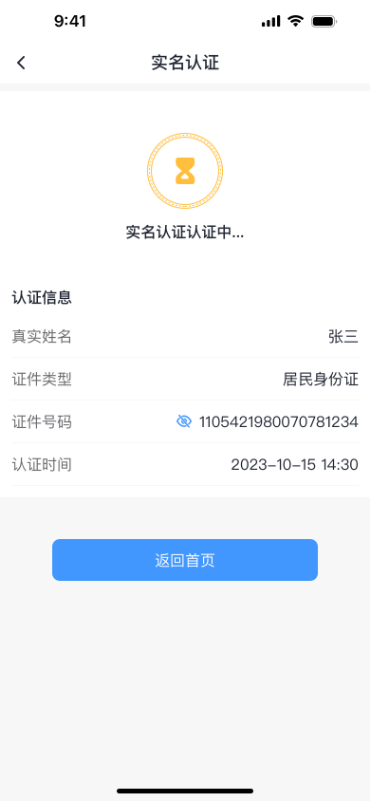 9:41
实名认证
实名认证认证中...
认证信息
真实姓名 张三
证件类型 居民身份证
证件号码 1105421980070781234
认证时间 2023-10-15 14:30
返回首页